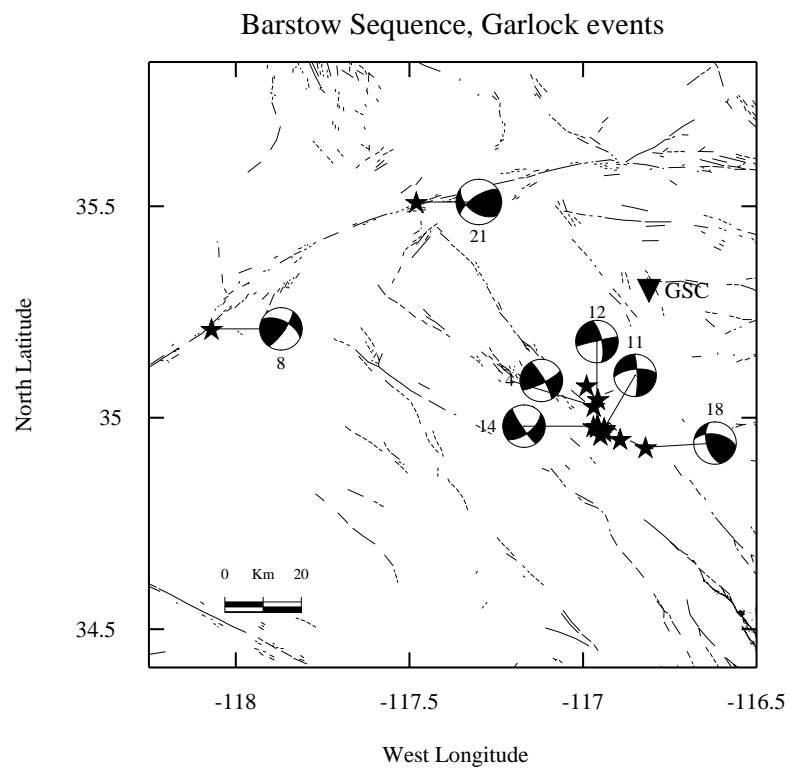 Barstow Sequence, Garlock events
35.5
21
GSC
12
11
8
4
18
14
35
North Latitude
0 Km 20
34.5
-118 -117.5 -117 -116.5
West Longitude